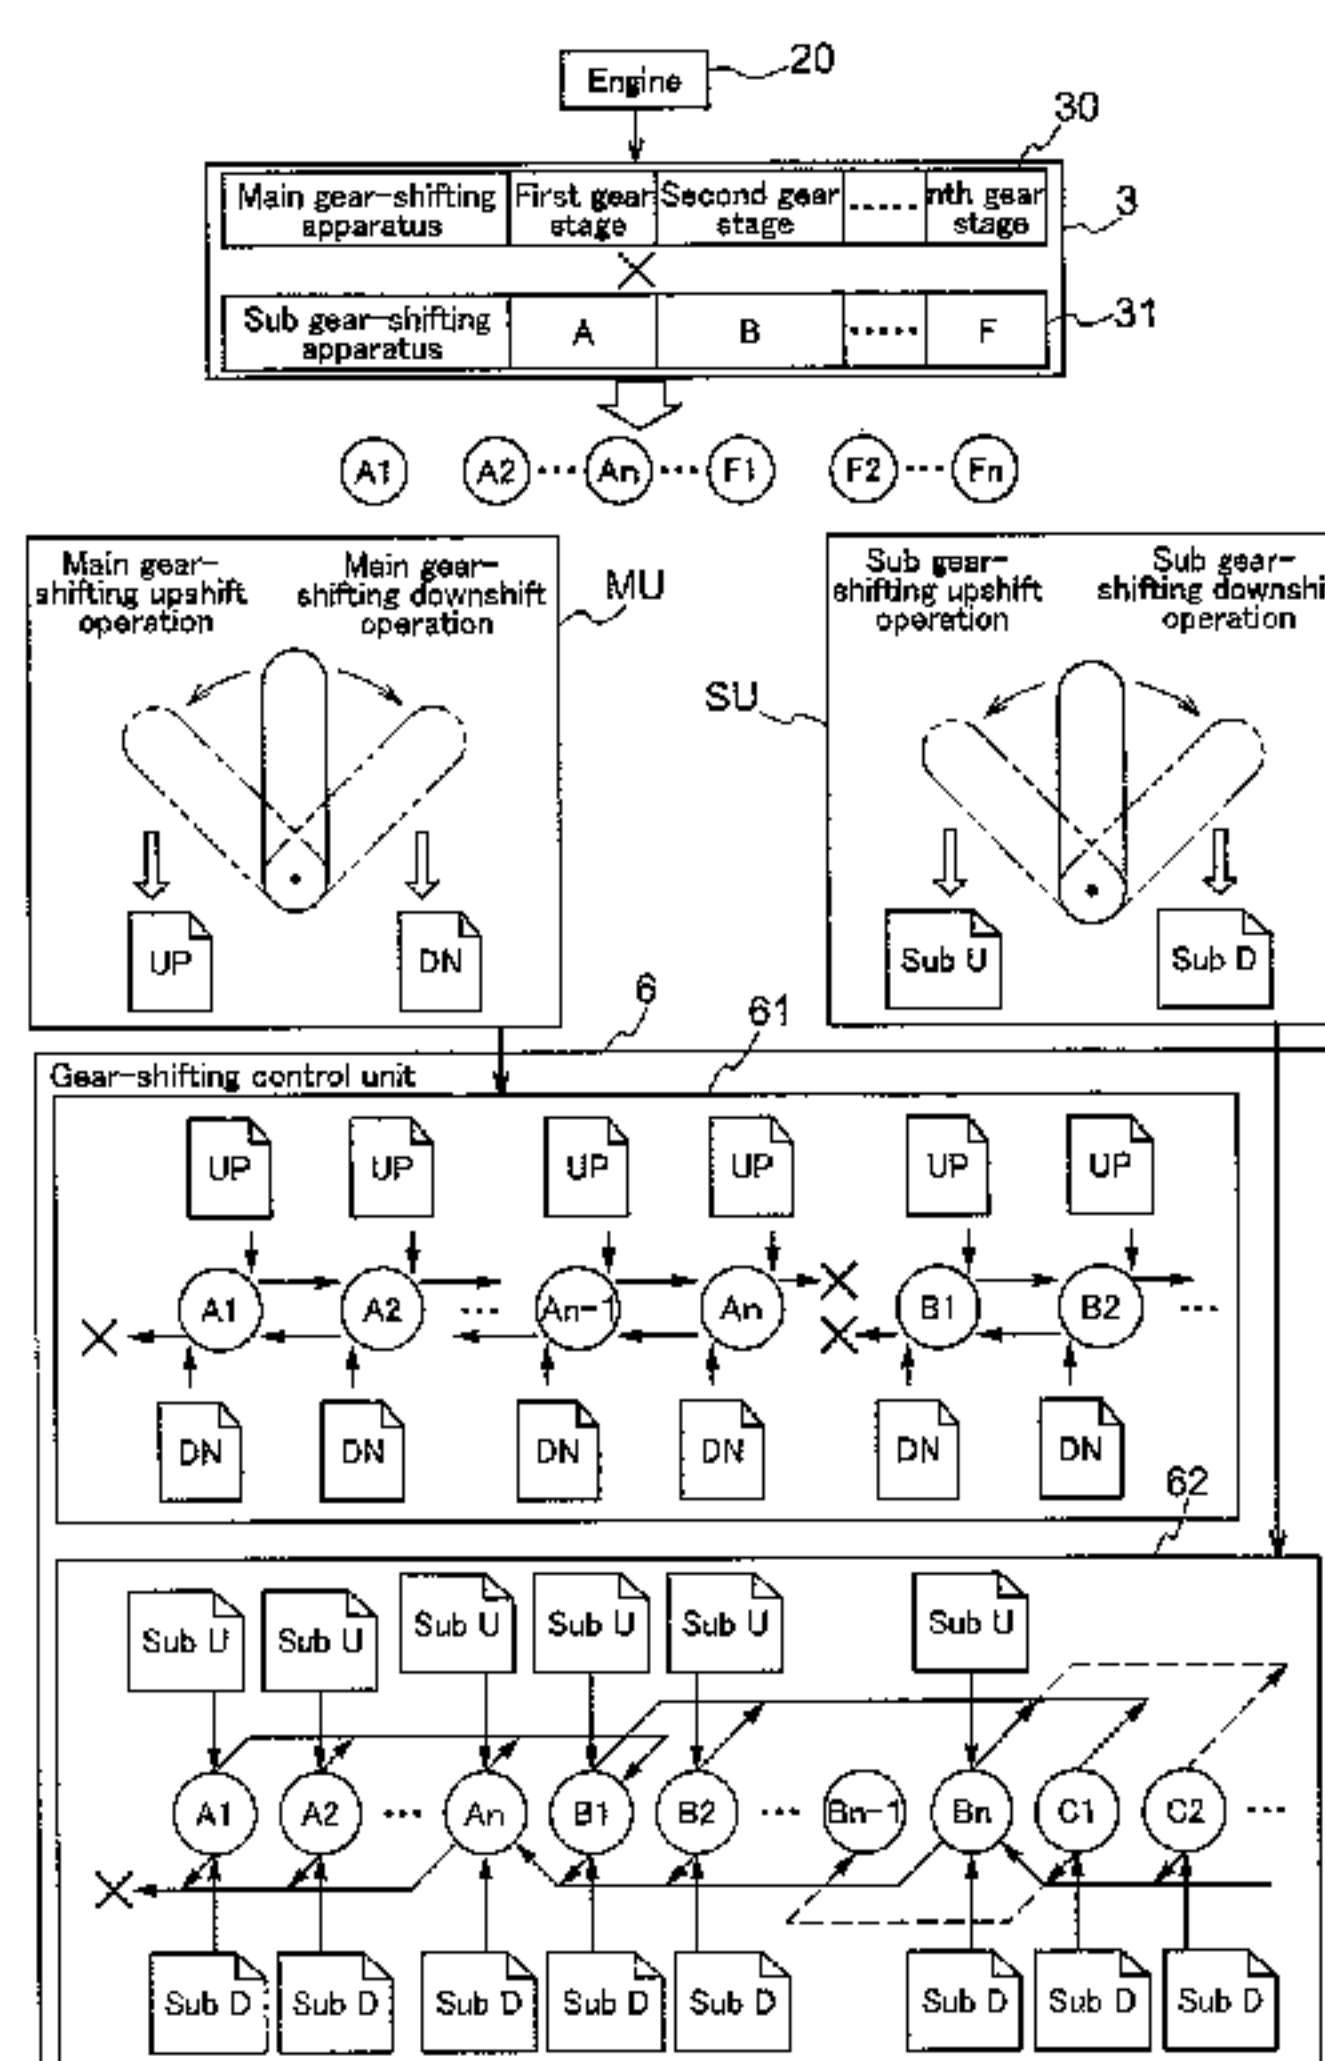 Engine
20
30
Main gear-shifting
apparatus
First gear
stage
Second gear
stage
.....
nth gear
stage
3
Sub gear-shifting
apparatus
A
B
.....
F
31
A1
A2
...
An
...
F1
F2
...
Fn
Main gear-
shifting upshift
operation
Main gear-
shifting downshift
operation
MU
UP
DN
Sub gear-
shifting upshift
operation
Sub gear-
shifting downshi
operation
SU
Sub U
Sub D
6
61
Gear-shifting control unit
UP
UP
UP
UP
UP
UP
A1
A2
...
An-1
An
B1
B2
...
DN
DN
DN
DN
DN
DN
62
Sub U
Sub U
Sub U
Sub U
Sub U
Sub U
A1
A2
...
An
B1
B2
...
Bn-1
Bn
C1
C2
...
Sub D
Sub D
Sub D
Sub D
Sub D
Sub D
Sub D
Sub D